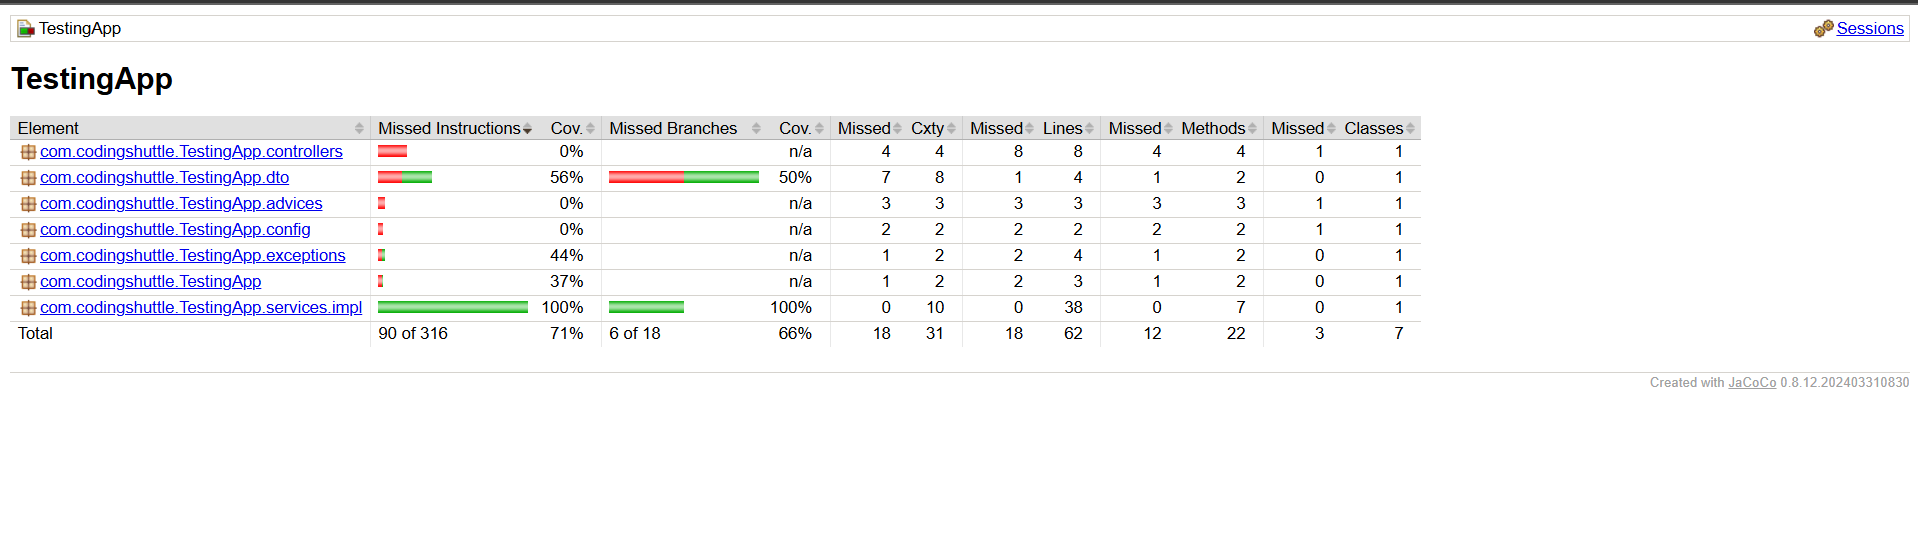 TestingApp Sessions
TestingApp
Element Missed Instructions Cov. Missed Branches Cov. Missed Cxty Missed Lines Missed Methods Missed Classes
com.codingshuttle.TestingApp.controllers 0% n/a 4 4 8 8 4 4 1 1
com.codingshuttle.TestingApp.dto 56% 50% 7 8 1 4 1 2 0 1
com.codingshuttle.TestingApp.advices 0% n/a 3 3 3 3 3 3 1 1
com.codingshuttle.TestingApp.config 0% n/a 2 2 2 2 2 2 1 1
com.codingshuttle.TestingApp.exceptions 44% n/a 1 2 2 4 1 2 0 1
com.codingshuttle.TestingApp 37% n/a 1 2 2 3 1 2 0 1
com.codingshuttle.TestingApp.services.impl 100% 100% 0 10 0 38 0 7 0 1
Total 90 of 316 71% 6 of 18 66% 18 31 18 62 12 22 3 7
Created with JaCoCo 0.8.12.202403310830